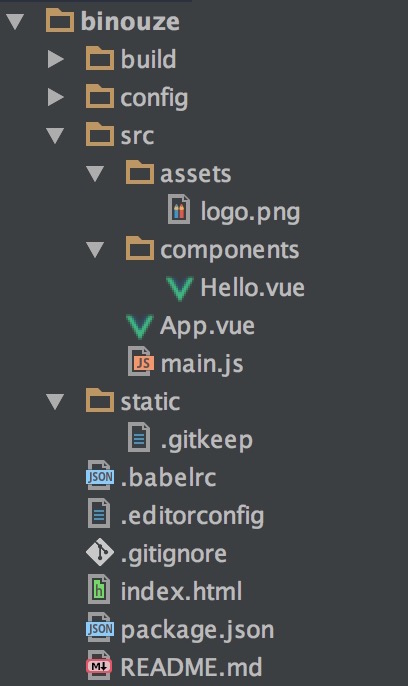 binouze
build
config
src
assets
logo.png
components
Hello.vue
App.vue
JS main.js
static
.gitkeep
JSON .babelrc
.editorconfig
.gitignore
h index.html
JSON package.json
M↓ README.md